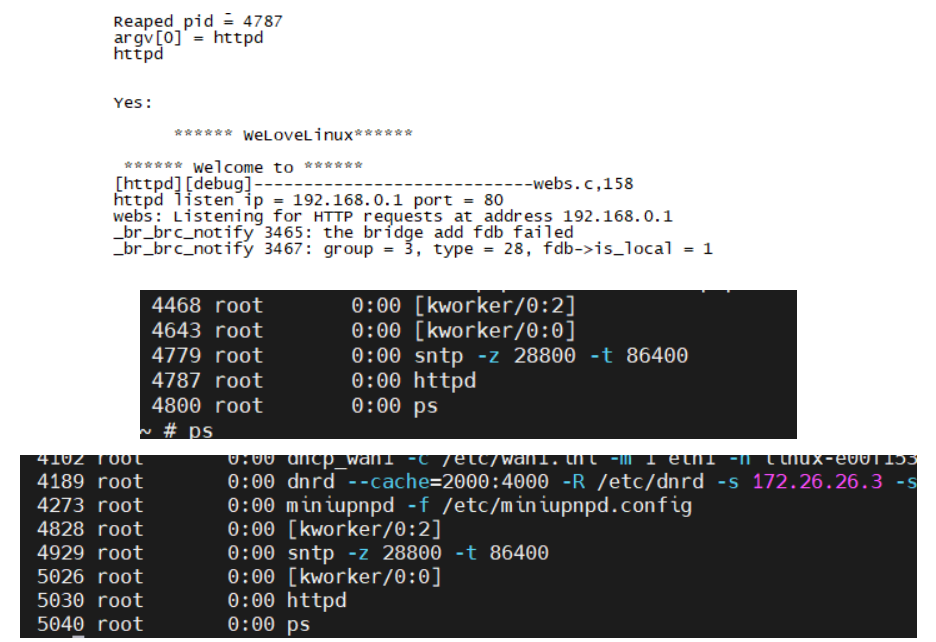 Reaped pid = 4787
argv[0] = httpd
httpd
Yes:
****** WeLoveLinux******
****** Welcome to ******
[httpd][debug]----------------------------webs.c,158
httpd listen ip = 192.168.0.1 port = 80
webs: Listening for HTTP requests at address 192.168.0.1
_br_brc_notify 3465: the bridge add fdb failed
_br_brc_notify 3467: group = 3, type = 28, fdb->is_local = 1
4468 root 0:00 [kworker/0:2]
4643 root 0:00 [kworker/0:0]
4779 root 0:00 sntp -z 28800 -t 86400
4787 root 0:00 httpd
4800 root 0:00 ps
~ # ps
4102 root 0:00 dhcp_wan1 -c /etc/wan1.ini -m 1 eth1 -h linux-e00f153
4189 root 0:00 dnrd --cache=2000:4000 -R /etc/dnrd -s 172.26.26.3 -s
4273 root 0:00 miniupnpd -f /etc/miniupnpd.config
4828 root 0:00 [kworker/0:2]
4929 root 0:00 sntp -z 28800 -t 86400
5026 root 0:00 [kworker/0:0]
5030 root 0:00 httpd
5040 root 0:00 ps